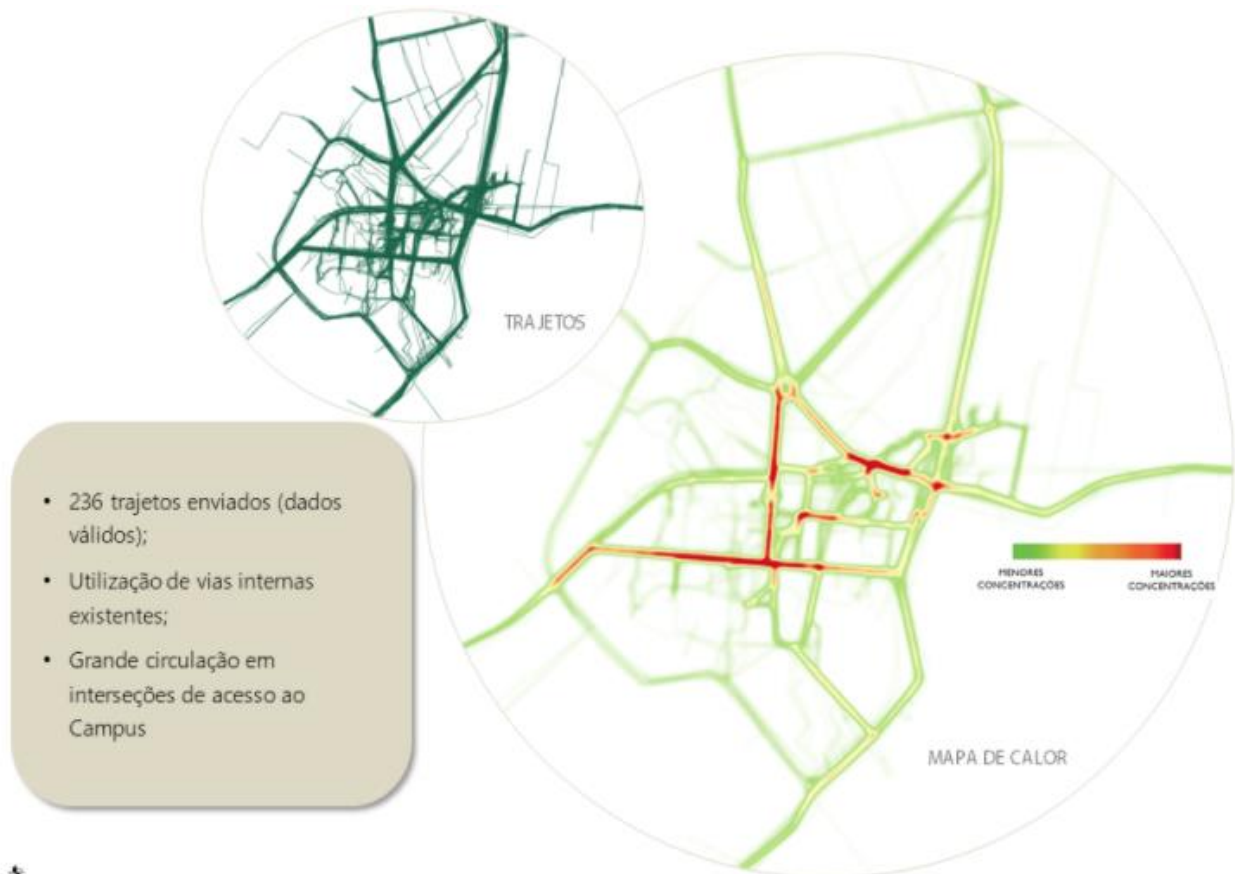 TRAJETOS
• 236 trajetos enviados (dados
válidos);
• Utilização de vias internas
existentes;
• Grande circulação em
interseções de acesso ao
Campus
MENORES
CONCENTRAÇÕES
MAIORES
CONCENTRAÇÕES
MAPA DE CALOR